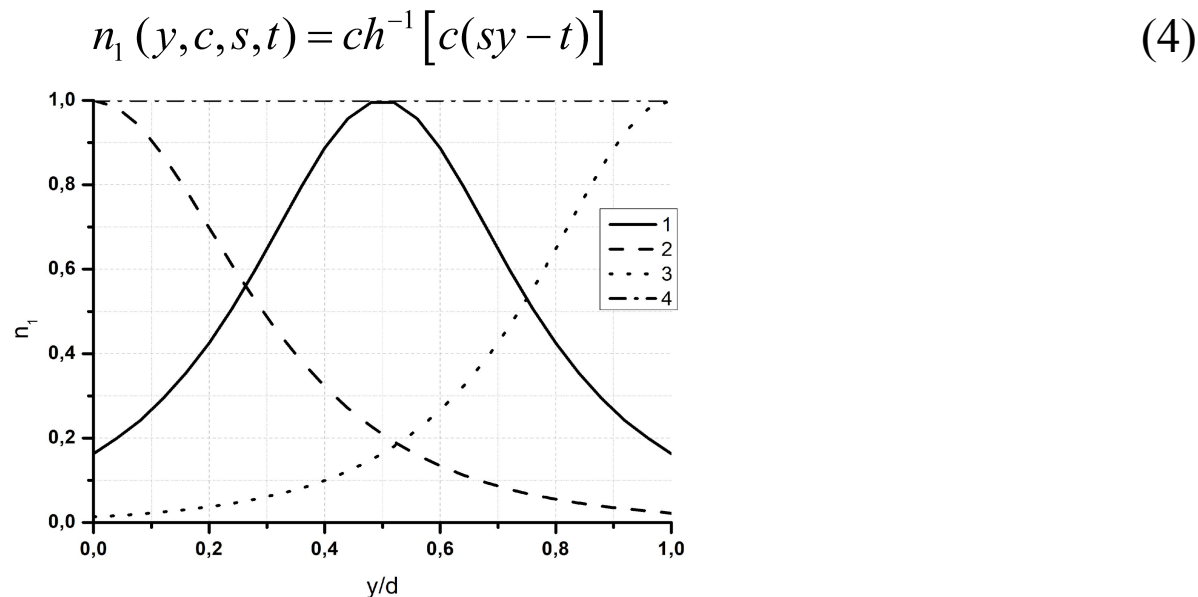 n₁ (y,c,s,t) = ch⁻¹[c(sy − t)] (4)
1,0
0,8
0,6
0,4
0,2
0,0
n₁
0,0 0,2 0,4 0,6 0,8 1,0
y/d
1
2
3
4